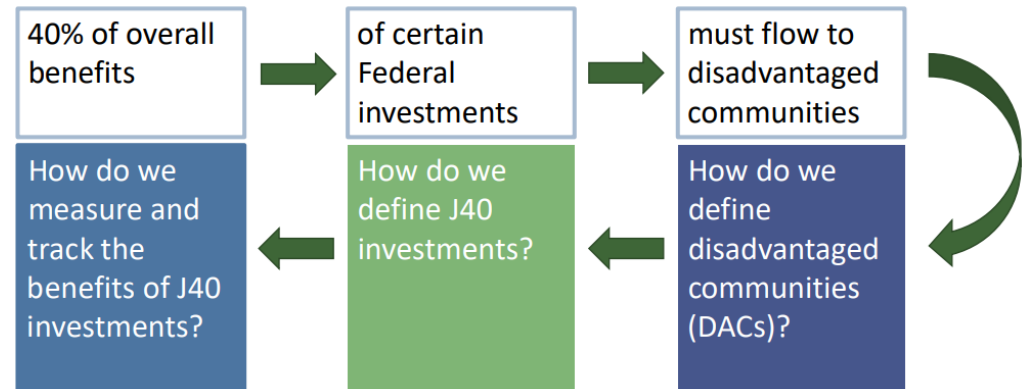 40% of overall
benefits
of certain
Federal
investments
must flow to
disadvantaged
communities
How do we
measure and
track the
benefits of J40
investments?
How do we
define J40
investments?
How do we
define
disadvantaged
communities
(DACs)?